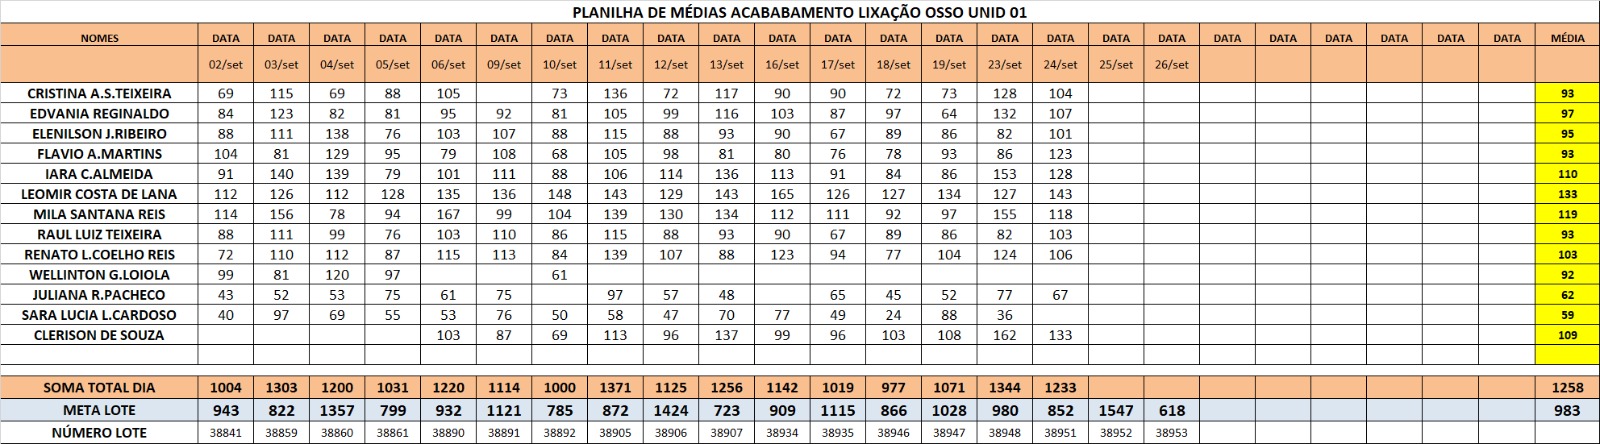 PLANILHA DE MÉDIAS ACABABAMENTO LIXAÇÃO OSSO UNID 01
NOMES DATA DATA DATA DATA DATA DATA DATA DATA DATA DATA DATA DATA DATA DATA DATA DATA DATA DATA DATA DATA DATA DATA DATA DATA MÉDIA
02/set 03/set 04/set 05/set 06/set 09/set 10/set 11/set 12/set 13/set 16/set 17/set 18/set 19/set 23/set 24/set 25/set 26/set
CRISTINA A.S.TEIXEIRA 69 115 69 88 105 73 136 72 117 90 90 72 73 128 104 93
EDVANIA REGINALDO 84 123 82 81 95 92 81 105 99 116 103 87 97 64 132 107 97
ELENILSON J.RIBEIRO 88 111 138 76 103 107 88 115 88 93 90 67 89 86 82 101 95
FLAVIO A.MARTINS 104 81 129 95 79 108 68 105 98 81 80 76 78 93 86 123 93
IARA C.ALMEIDA 91 140 139 79 101 111 88 106 114 136 113 91 84 86 153 128 110
LEOMIR COSTA DE LANA 112 126 112 128 135 136 148 143 129 143 165 126 127 134 127 143 133
MILA SANTANA REIS 114 156 78 94 167 99 104 139 130 134 112 111 92 97 155 118 119
RAUL LUIZ TEIXEIRA 88 111 99 76 103 110 86 115 88 93 90 67 89 86 82 103 93
RENATO L.COELHO REIS 72 110 112 87 115 113 84 139 107 88 123 94 77 104 124 106 103
WELLINTON G.LOIOLA 99 81 120 97 61 92
JULIANA R.PACHECO 43 52 53 75 61 75 97 57 48 65 45 52 77 67 62
SARA LUCIA L.CARDOSO 40 97 69 55 53 76 50 58 47 70 77 49 24 88 36 59
CLERISON DE SOUZA 103 87 69 113 96 137 99 96 103 108 162 133 109
SOMA TOTAL DIA 1004 1303 1200 1031 1220 1114 1000 1371 1125 1256 1142 1019 977 1071 1344 1233 1258
META LOTE 943 822 1357 799 932 1121 785 872 1424 723 909 1115 866 1028 980 852 1547 618 983
NÚMERO LOTE 38841 38859 38860 38861 38890 38891 38892 38905 38906 38907 38934 38935 38946 38947 38948 38951 38952 38953